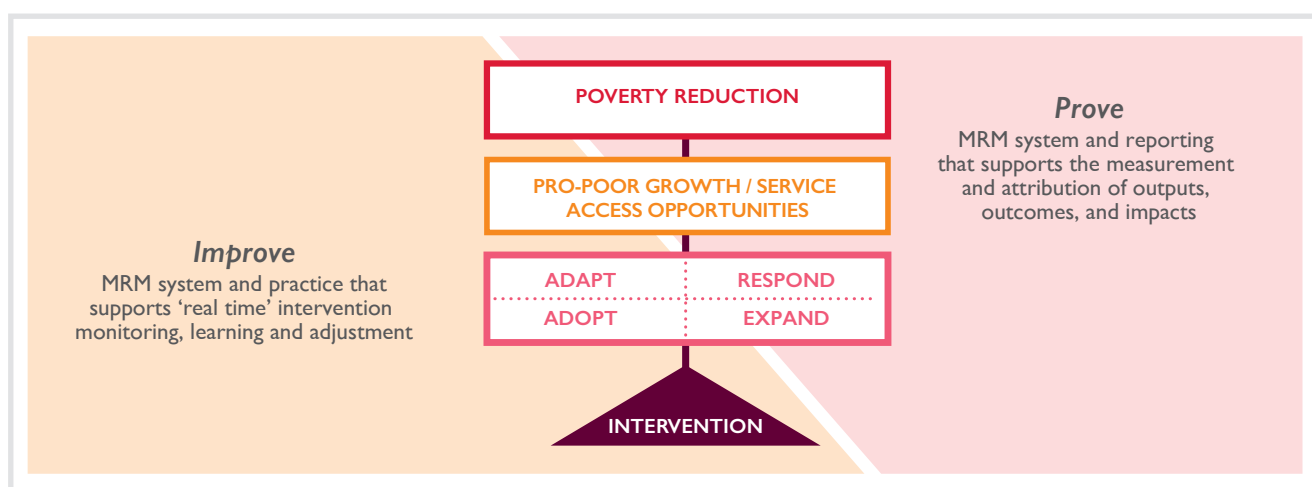 POVERTY REDUCTION
Prove
MRM system and reporting
that supports the measurement
and attribution of outputs,
outcomes, and impacts
PRO-POOR GROWTH / SERVICE
ACCESS OPPORTUNITIES
Improve
MRM system and practice that
supports ‘real time’ intervention
monitoring, learning and adjustment
ADAPT
RESPOND
ADOPT
EXPAND
INTERVENTION